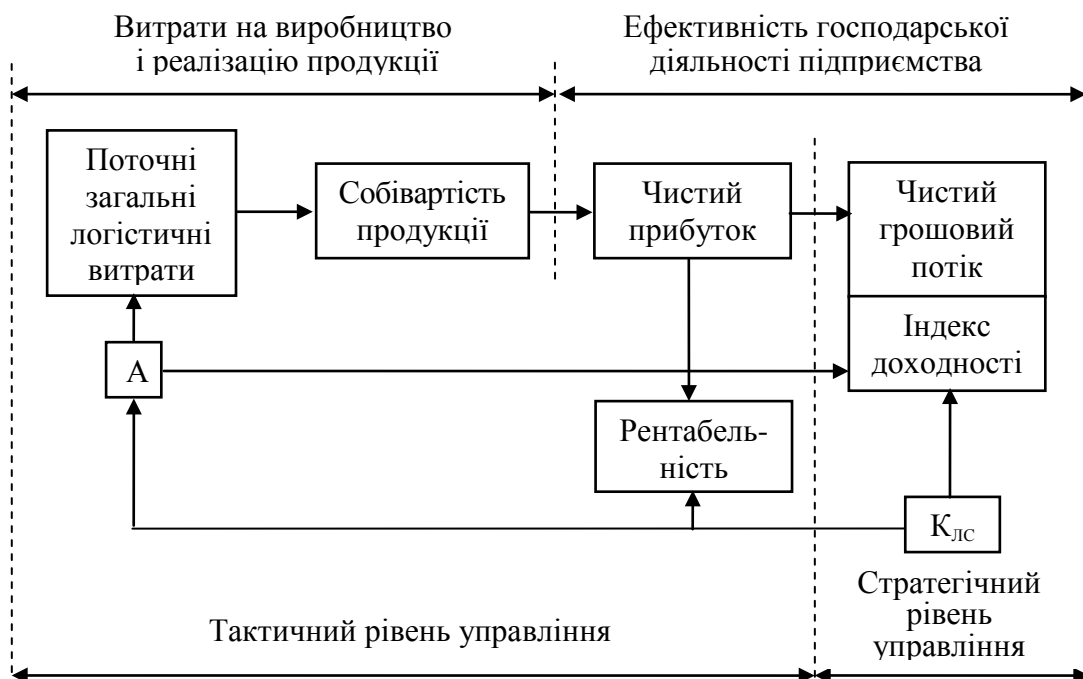 Витрати на виробництво
і реалізацію продукції
Ефективність господарської
діяльності підприємства
Поточні
загальні
логістичні
витрати
Собівартість
продукції
Чистий
прибуток
Чистий
грошовий
потік
Індекс
доходності
А
Рентабель-
ність
КЛС
Тактичний рівень управління
Стратегічний
рівень
управління